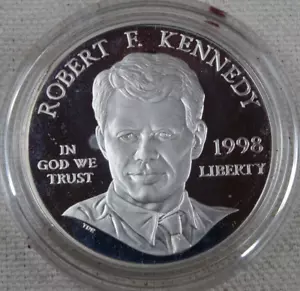 ROBERT F. KENNEDY
IN
GOD WE
TRUST
1998
LIBERTY